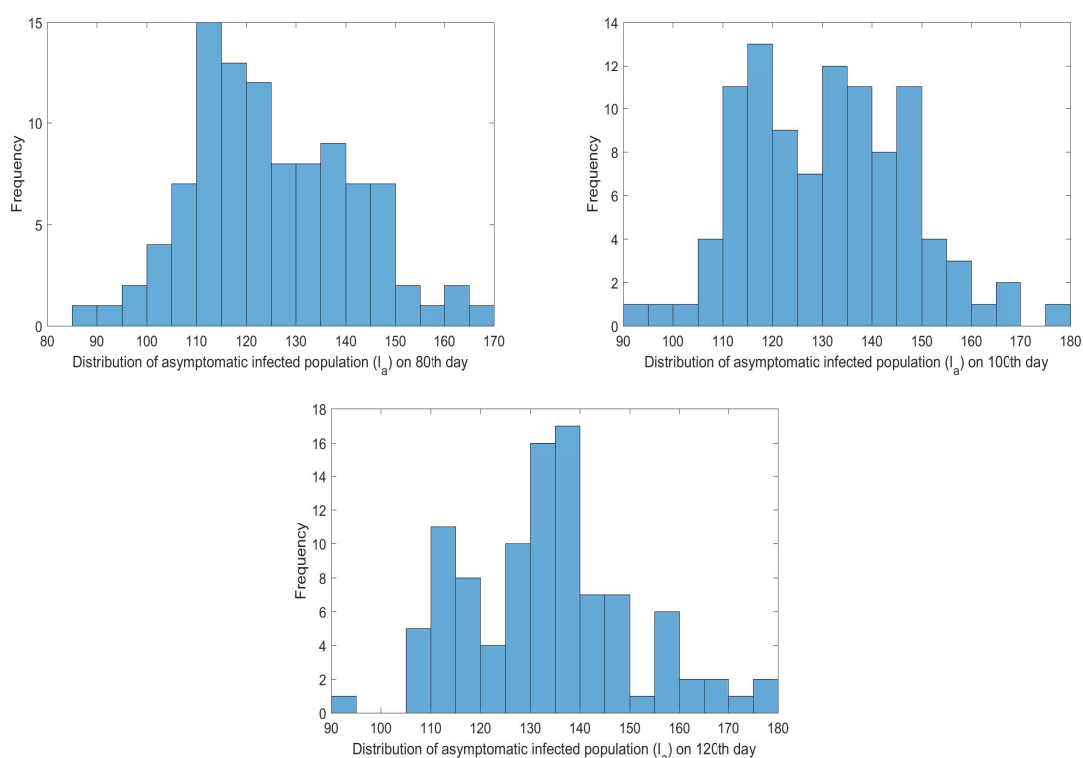 15
10
5
0
Frequency
80 90 100 110 120 130 140 150 160 170
Distribution of asymptomatic infected population (I_a) on 80th day
14
12
10
8
6
4
2
0
Frequency
90 100 110 120 130 140 150 160 170 180
Distribution of asymptomatic infected population (I_a) on 100th day
18
16
14
12
10
8
6
4
2
0
Frequency
90 100 110 120 130 140 150 160 170 180
Distribution of asymptomatic infected population (I_a) on 120th day